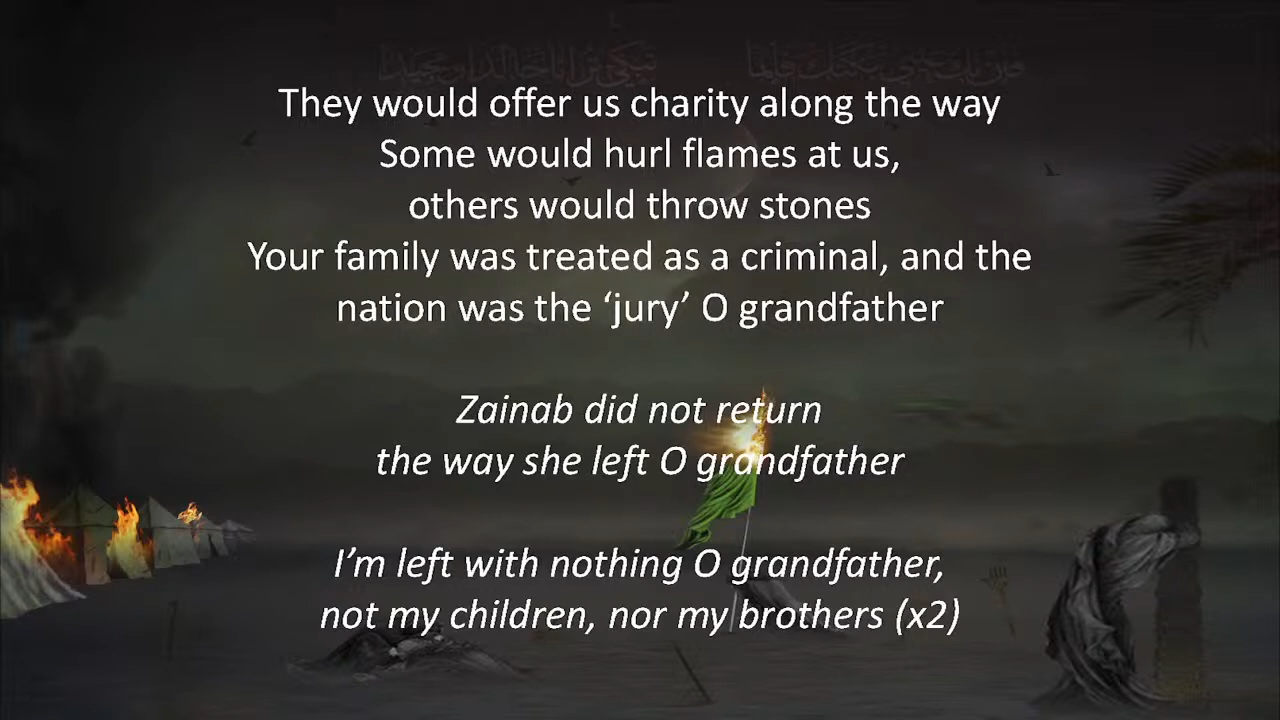 They would offer us charity along the way
Some would hurl flames at us,
others would throw stones
Your family was treated as a criminal, and the
nation was the ‘jury’ O grandfather
Zainab did not return
the way she left O grandfather
I’m left with nothing O grandfather,
not my children, nor my brothers (x2)